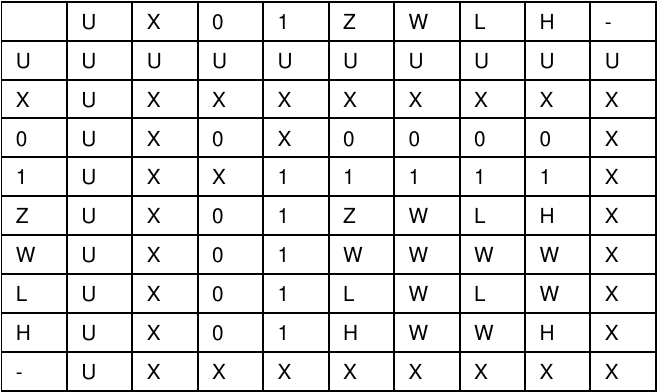 U X 0 1 Z W L H -
U U U U U U U U U U
X U X X X X X X X X
0 U X 0 X 0 0 0 0 X
1 U X X 1 1 1 1 1 X
Z U X 0 1 Z W L H X
W U X 0 1 W W W W X
L U X 0 1 L W L W X
H U X 0 1 H W W H X
- U X X X X X X X X